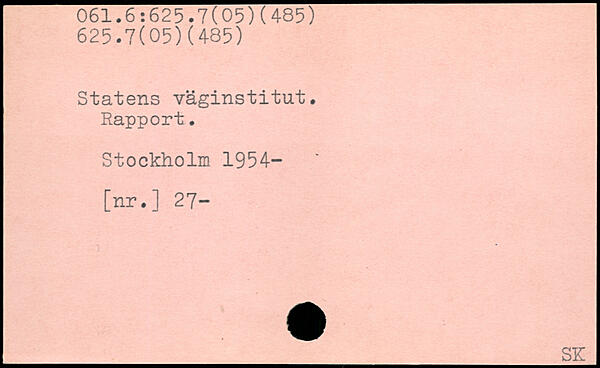 061.6:625.7(05)(485)
625.7(05)(485)
Statens väginstitut.
Rapport.
Stockholm 1954-
[nr.] 27-
SK